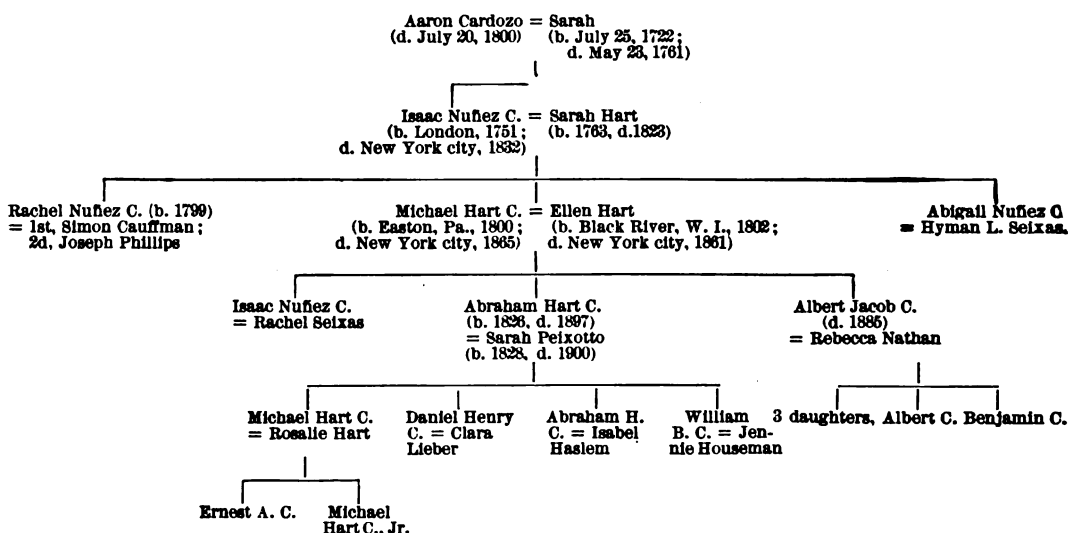 Aaron Cardozo = Sarah
(d. July 20, 1800) (b. July 25, 1722;
d. May 23, 1761)
Isaac Nuñez C. = Sarah Hart
(b. London, 1751; (b. 1763, d.1823)
d. New York city, 1832)
Rachel Nuñez C. (b. 1799)
= 1st, Simon Cauffman;
2d, Joseph Phillips
Michael Hart C. = Ellen Hart
(b. Easton, Pa., 1800; (b. Black River, W. I., 1802;
d. New York city, 1865) d. New York city, 1861)
Abigail Nuñez C
= Hyman L. Seixas.
Isaac Nuñez C.
= Rachel Seixas
Abraham Hart C.
(b. 1826, d. 1897)
= Sarah Peixotto
(b. 1828, d. 1900)
Albert Jacob C.
(d. 1885)
= Rebecca Nathan
Michael Hart C.
= Rosalie Hart
Daniel Henry
C. = Clara
Lieber
Abraham H.
C. = Isabel
Haslem
William
B. C. = Jen-
nie Houseman
3 daughters, Albert C. Benjamin C.
Ernest A. C.
Michael
Hart C., Jr.